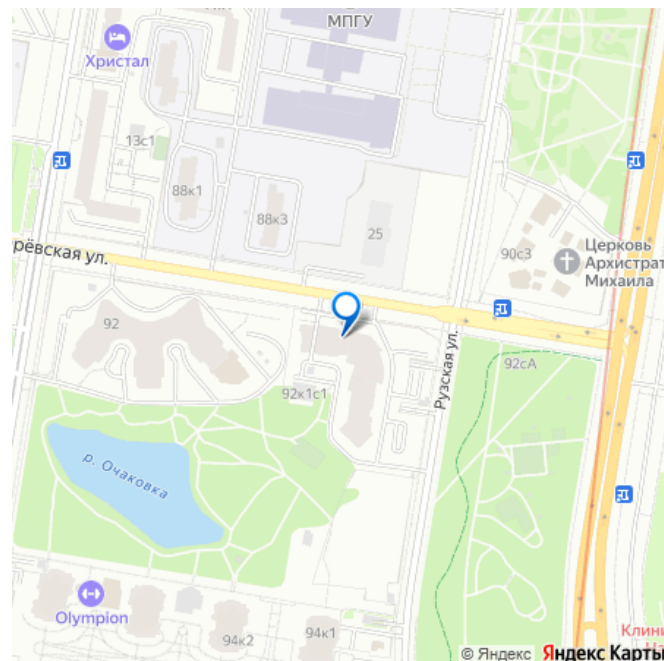 МПГУ
Христал
13с1
88к1
88к3
25
90с3
Церковь
Архистрат
Михаила
рёвская ул.
92
92к1с1
Рузская ул.
92сА
р. Очаковка
Olympion
94к2
94к1
Клини
© Яндекс Яндекс Карты